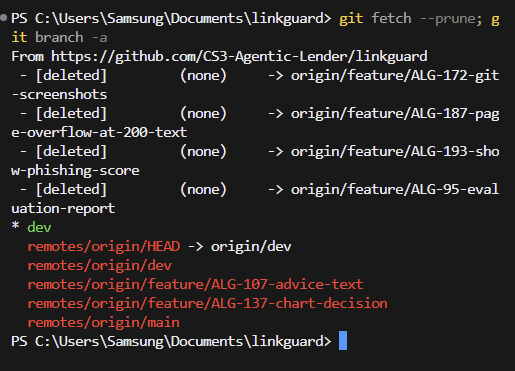 PS C:\Users\Samsung\Documents\linkguard> git fetch --prune; g
it branch -a
From https://github.com/CS3-Agentic-Lender/linkguard
 - [deleted]         (none)     -> origin/feature/ALG-172-git
-screenshots
 - [deleted]         (none)     -> origin/feature/ALG-187-pag
e-overflow-at-200-text
 - [deleted]         (none)     -> origin/feature/ALG-193-sho
w-phishing-score
 - [deleted]         (none)     -> origin/feature/ALG-95-eval
uation-report
* dev
  remotes/origin/HEAD -> origin/dev
  remotes/origin/dev
  remotes/origin/feature/ALG-107-advice-text
  remotes/origin/feature/ALG-137-chart-decision
  remotes/origin/main
PS C:\Users\Samsung\Documents\linkguard>